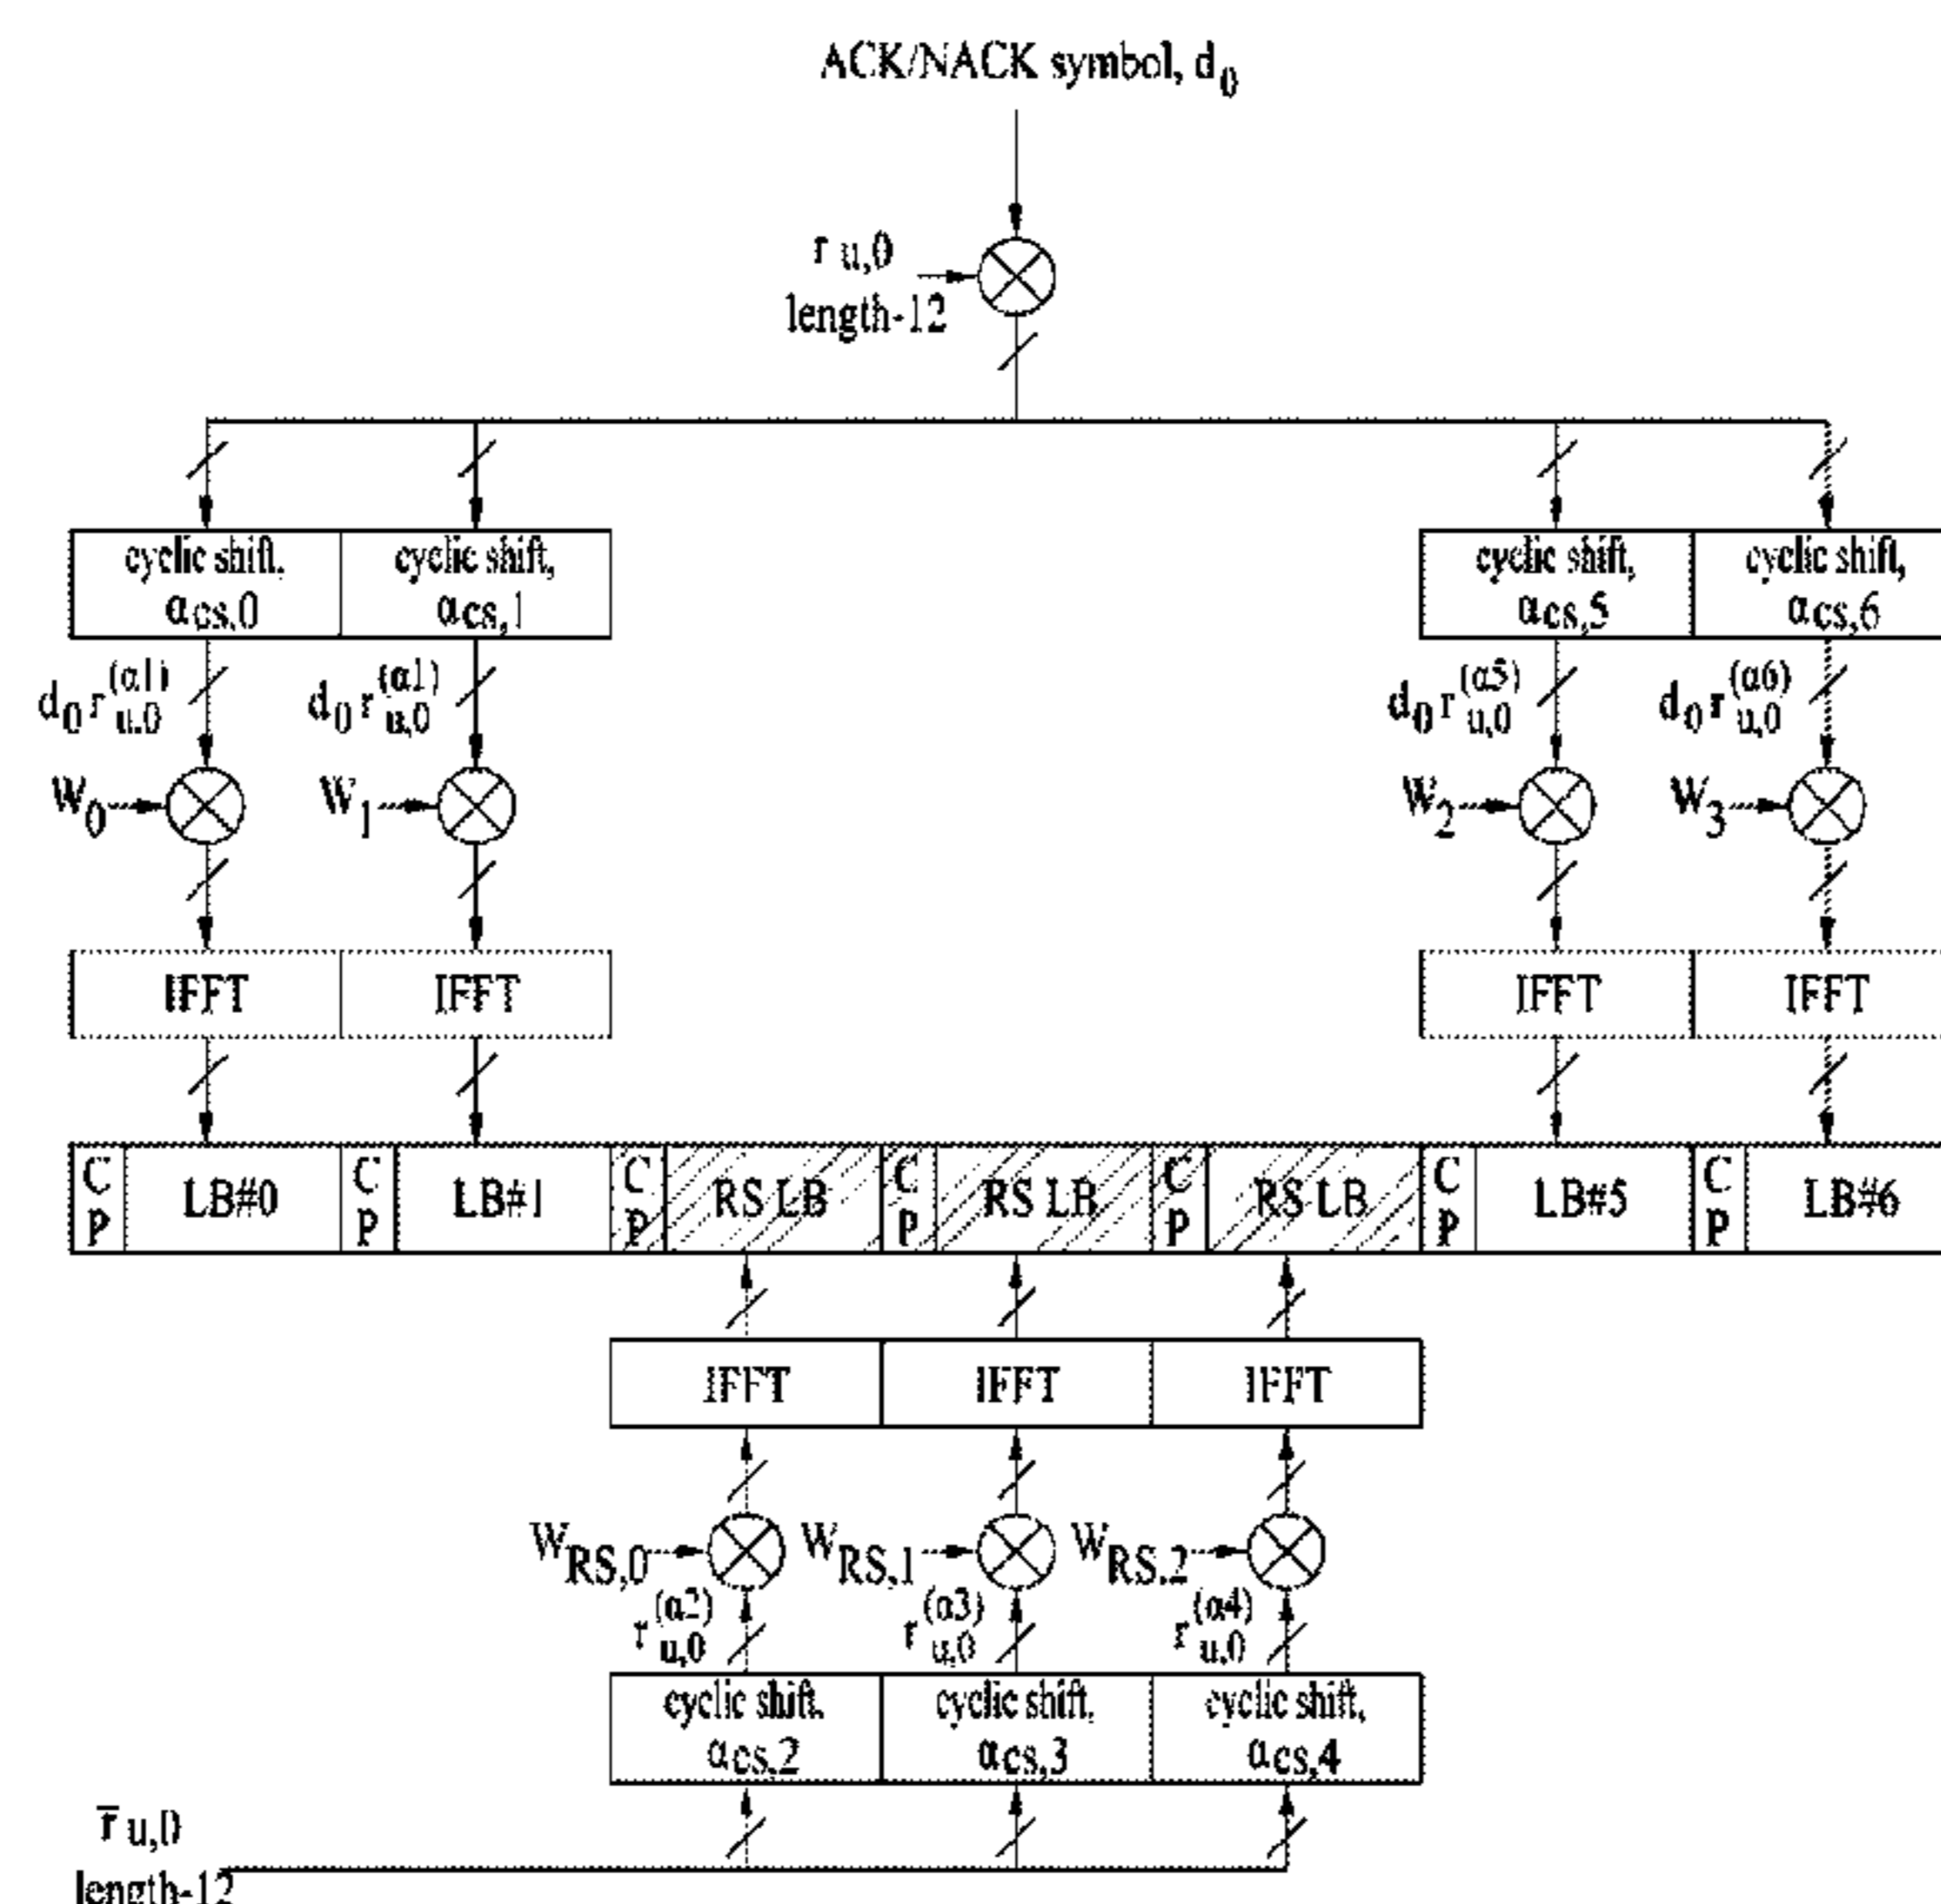 ACK/NACK symbol, d0
r u,0
length-12
cyclic shift, αcs,0
cyclic shift, αcs,1
cyclic shift, αcs,5
cyclic shift, αcs,6
d0 r u,0 (α1)
d0 r u,0 (α1)
d0 r u,0 (α5)
d0 r u,0 (α6)
W0
W1
W2
W3
IFFT
IFFT
IFFT
IFFT
CP LB#0 CP LB#1 CP RS LB CP RS LB CP RS LB CP LB#5 CP LB#6
IFFT
IFFT
IFFT
WRS,0
WRS,1
WRS,2
r u,0 (α2)
r u,0 (α3)
r u,0 (α4)
cyclic shift, αcs,2
cyclic shift, αcs,3
cyclic shift, αcs,4
r̄ u,0
length-12